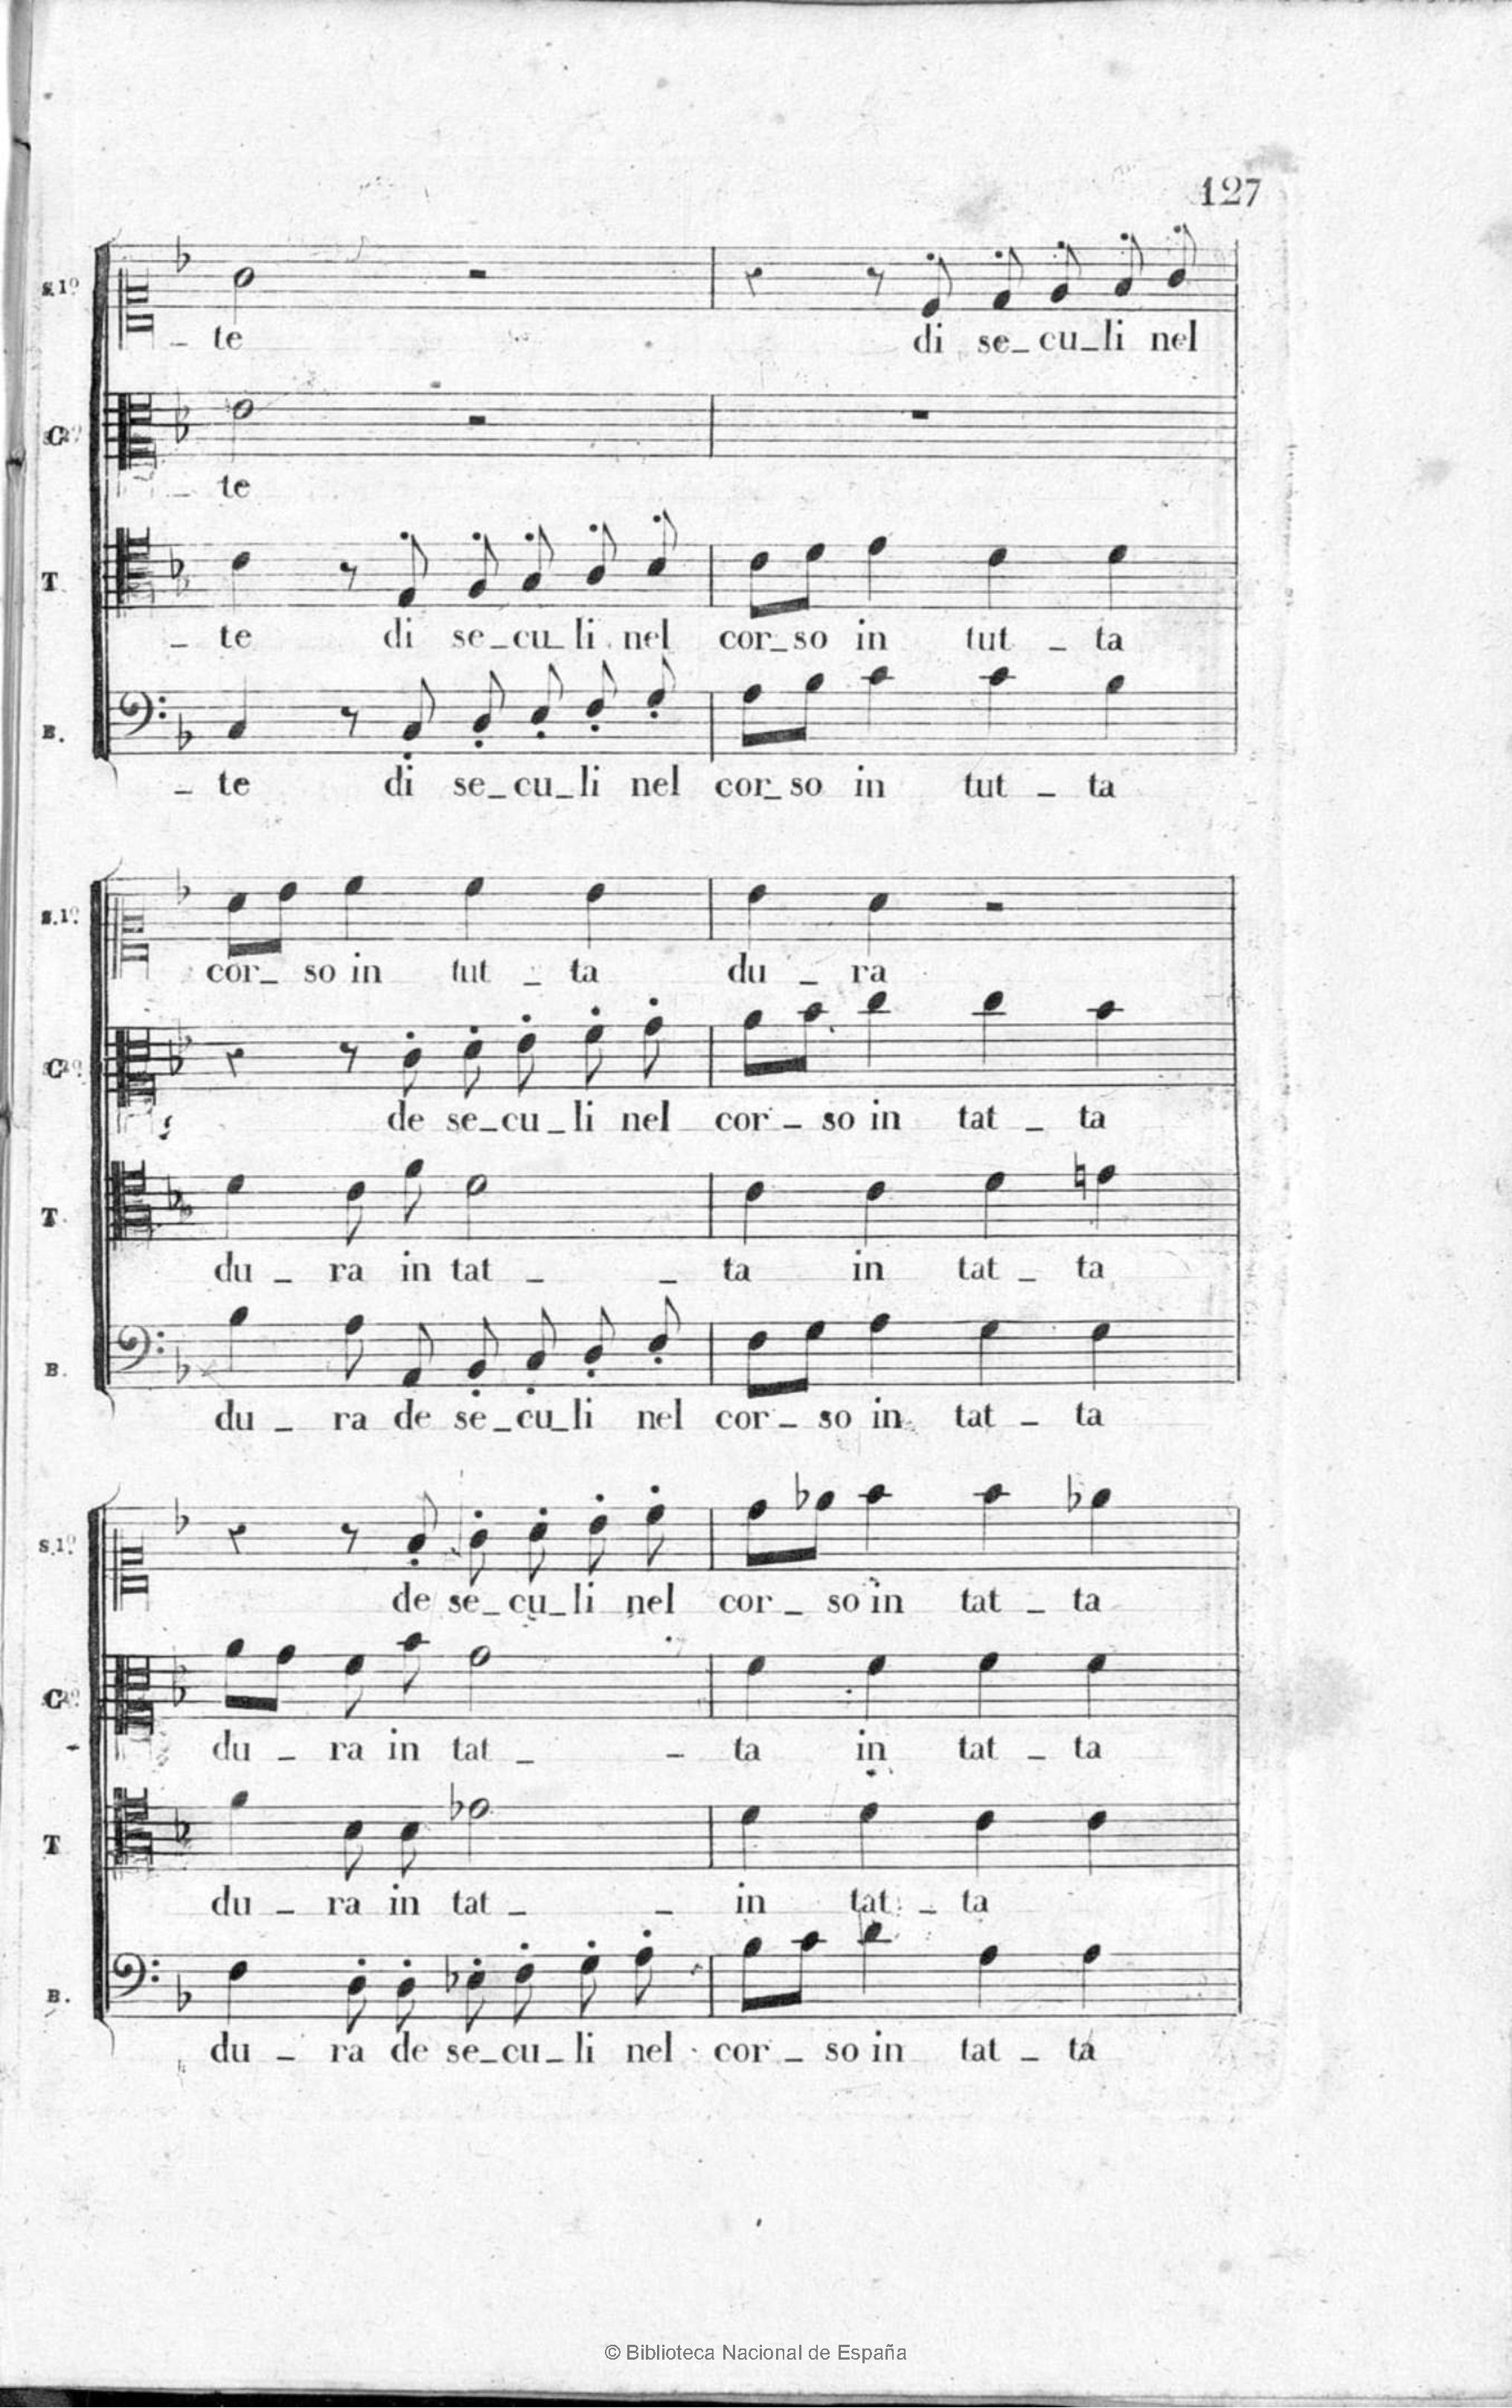 127
S.1º
_ te di se_cu_li nel
C
_ te
T
_ te di se_cu_li nel cor_so in tut _ ta
B.
_ te di se_cu_li nel cor_so in tut _ ta
S.1º
cor_ so in tut _ ta du _ ra
C
de se_cu_li nel cor _ so in tat _ ta
T
du _ ra in tat _ _ ta in tat _ ta
B.
du _ ra de se_cu_li nel cor _ so in tat _ ta
S.1º
de se_cu_li nel cor _ so in tat _ ta
C
du _ ra in tat _ _ ta in tat _ ta
T
du _ ra in tat _ _ in tat _ ta
B.
du _ ra de se_cu_li nel cor _ so in tat _ ta
© Biblioteca Nacional de España